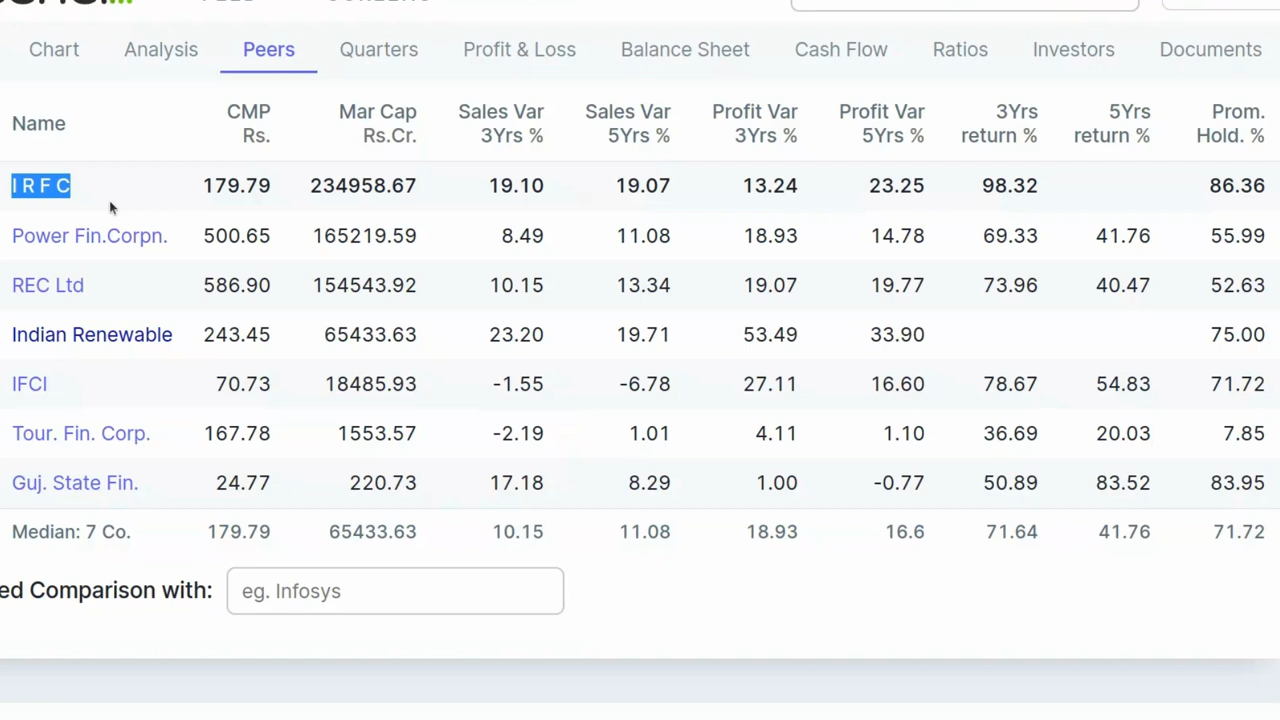 Chart Analysis Peers Quarters Profit & Loss Balance Sheet Cash Flow Ratios Investors Documents
Name CMP Rs. Mar Cap Rs.Cr. Sales Var 3Yrs % Sales Var 5Yrs % Profit Var 3Yrs % Profit Var 5Yrs % 3Yrs return % 5Yrs return % Prom. Hold. %
I R F C 179.79 234958.67 19.10 19.07 13.24 23.25 98.32 86.36
Power Fin.Corpn. 500.65 165219.59 8.49 11.08 18.93 14.78 69.33 41.76 55.99
REC Ltd 586.90 154543.92 10.15 13.34 19.07 19.77 73.96 40.47 52.63
Indian Renewable 243.45 65433.63 23.20 19.71 53.49 33.90 75.00
IFCI 70.73 18485.93 -1.55 -6.78 27.11 16.60 78.67 54.83 71.72
Tour. Fin. Corp. 167.78 1553.57 -2.19 1.01 4.11 1.10 36.69 20.03 7.85
Guj. State Fin. 24.77 220.73 17.18 8.29 1.00 -0.77 50.89 83.52 83.95
Median: 7 Co. 179.79 65433.63 10.15 11.08 18.93 16.6 71.64 41.76 71.72
ed Comparison with: eg. Infosys